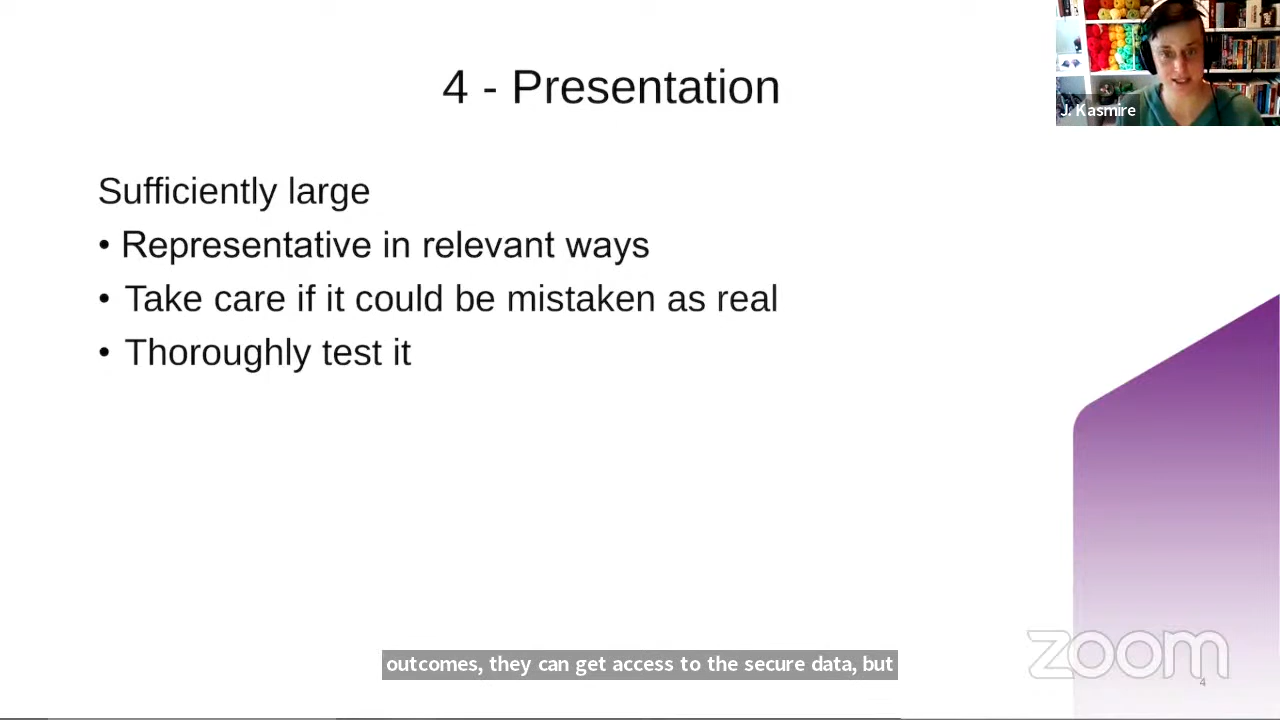 4 - Presentation
J. Kasmire
Sufficiently large
• Representative in relevant ways
• Take care if it could be mistaken as real
• Thoroughly test it
outcomes, they can get access to the secure data, but
zoom
4